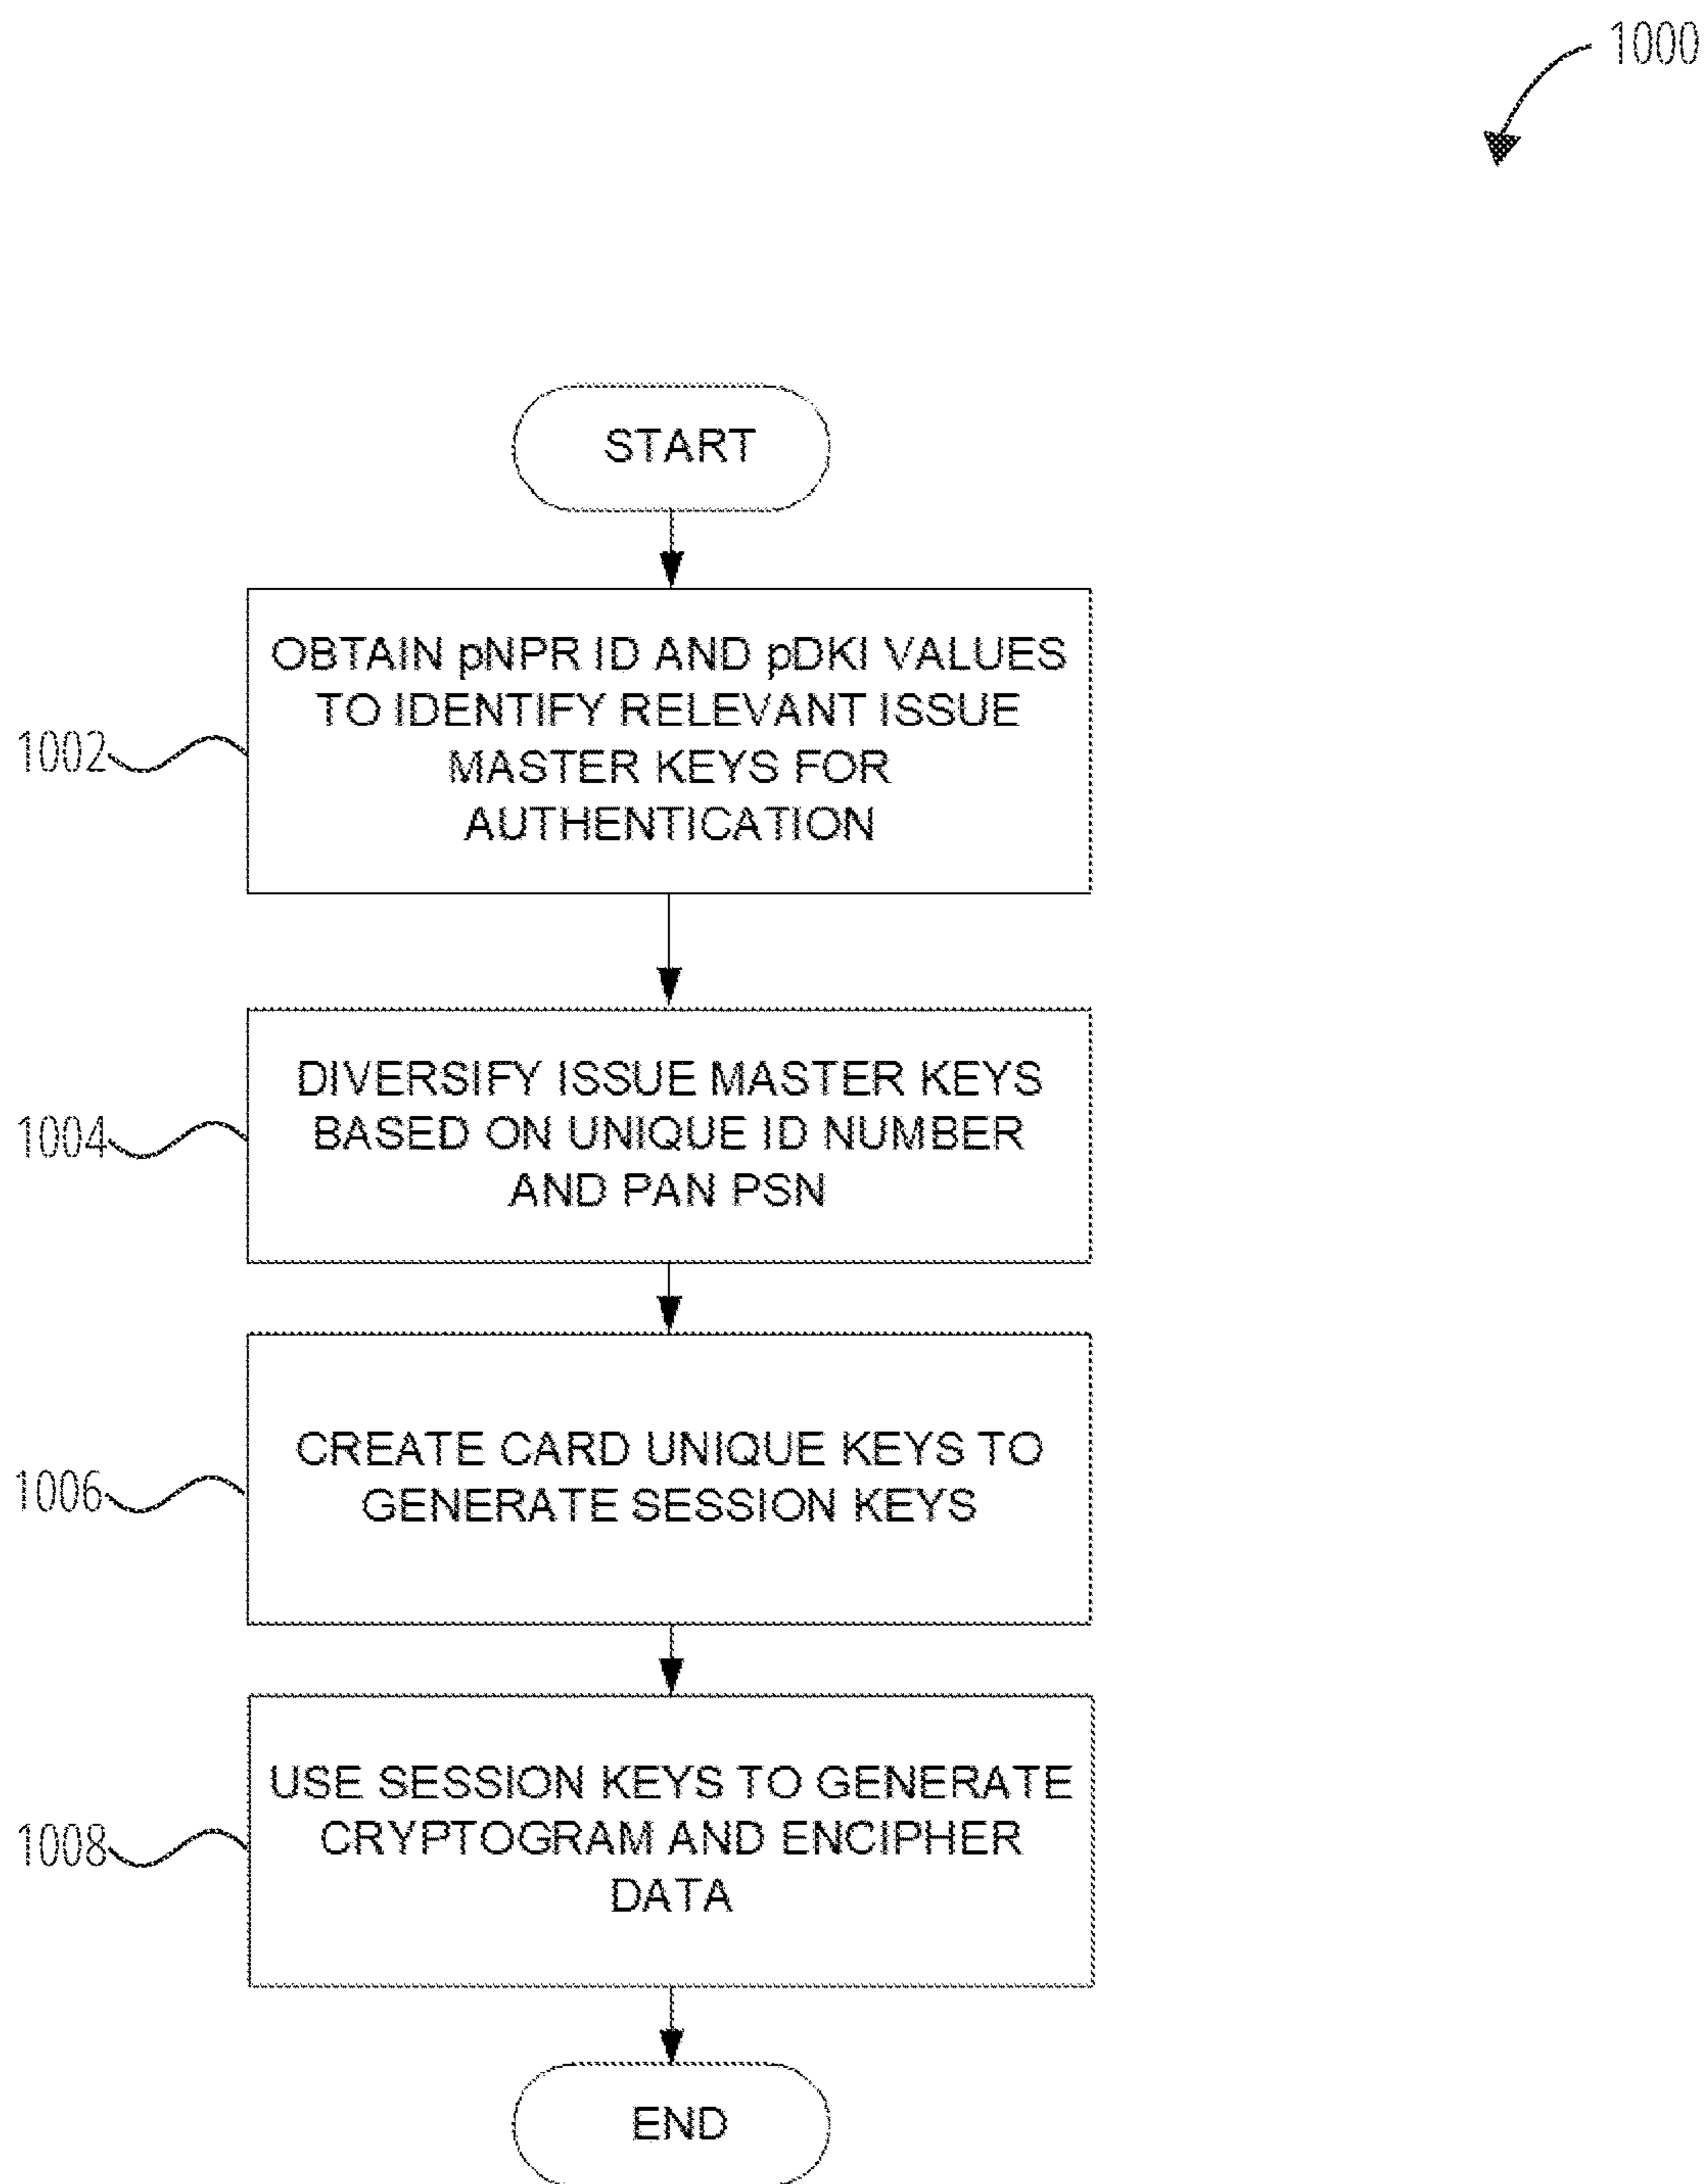 1000
START
OBTAIN pNPR ID AND pDKI VALUES
TO IDENTIFY RELEVANT ISSUE
MASTER KEYS FOR
AUTHENTICATION
1002
DIVERSIFY ISSUE MASTER KEYS
BASED ON UNIQUE ID NUMBER
AND PAN PSN
1004
CREATE CARD UNIQUE KEYS TO
GENERATE SESSION KEYS
1006
USE SESSION KEYS TO GENERATE
CRYPTOGRAM AND ENCIPHER
DATA
1008
END